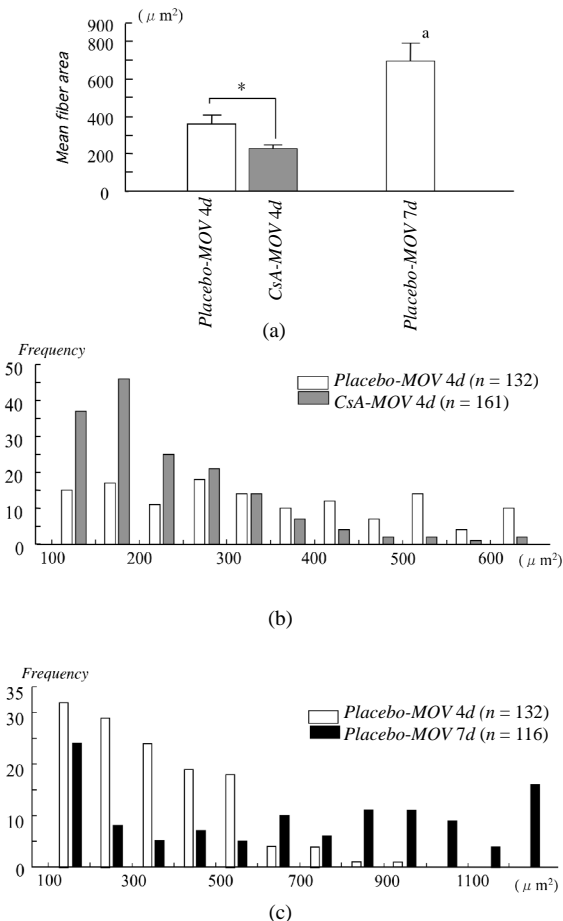 900 (μ m²)
800
600
400
200
0
Mean fiber area
*
a
Placebo-MOV 4d
CsA-MOV 4d
Placebo-MOV 7d
(a)
Frequency
50
40
30
20
10
0
Placebo-MOV 4d (n = 132)
CsA-MOV 4d (n = 161)
100 200 300 400 500 600 (μ m²)
(b)
Frequency
35
30
20
10
0
Placebo-MOV 4d (n = 132)
Placebo-MOV 7d (n = 116)
100 300 500 700 900 1100 (μ m²)
(c)